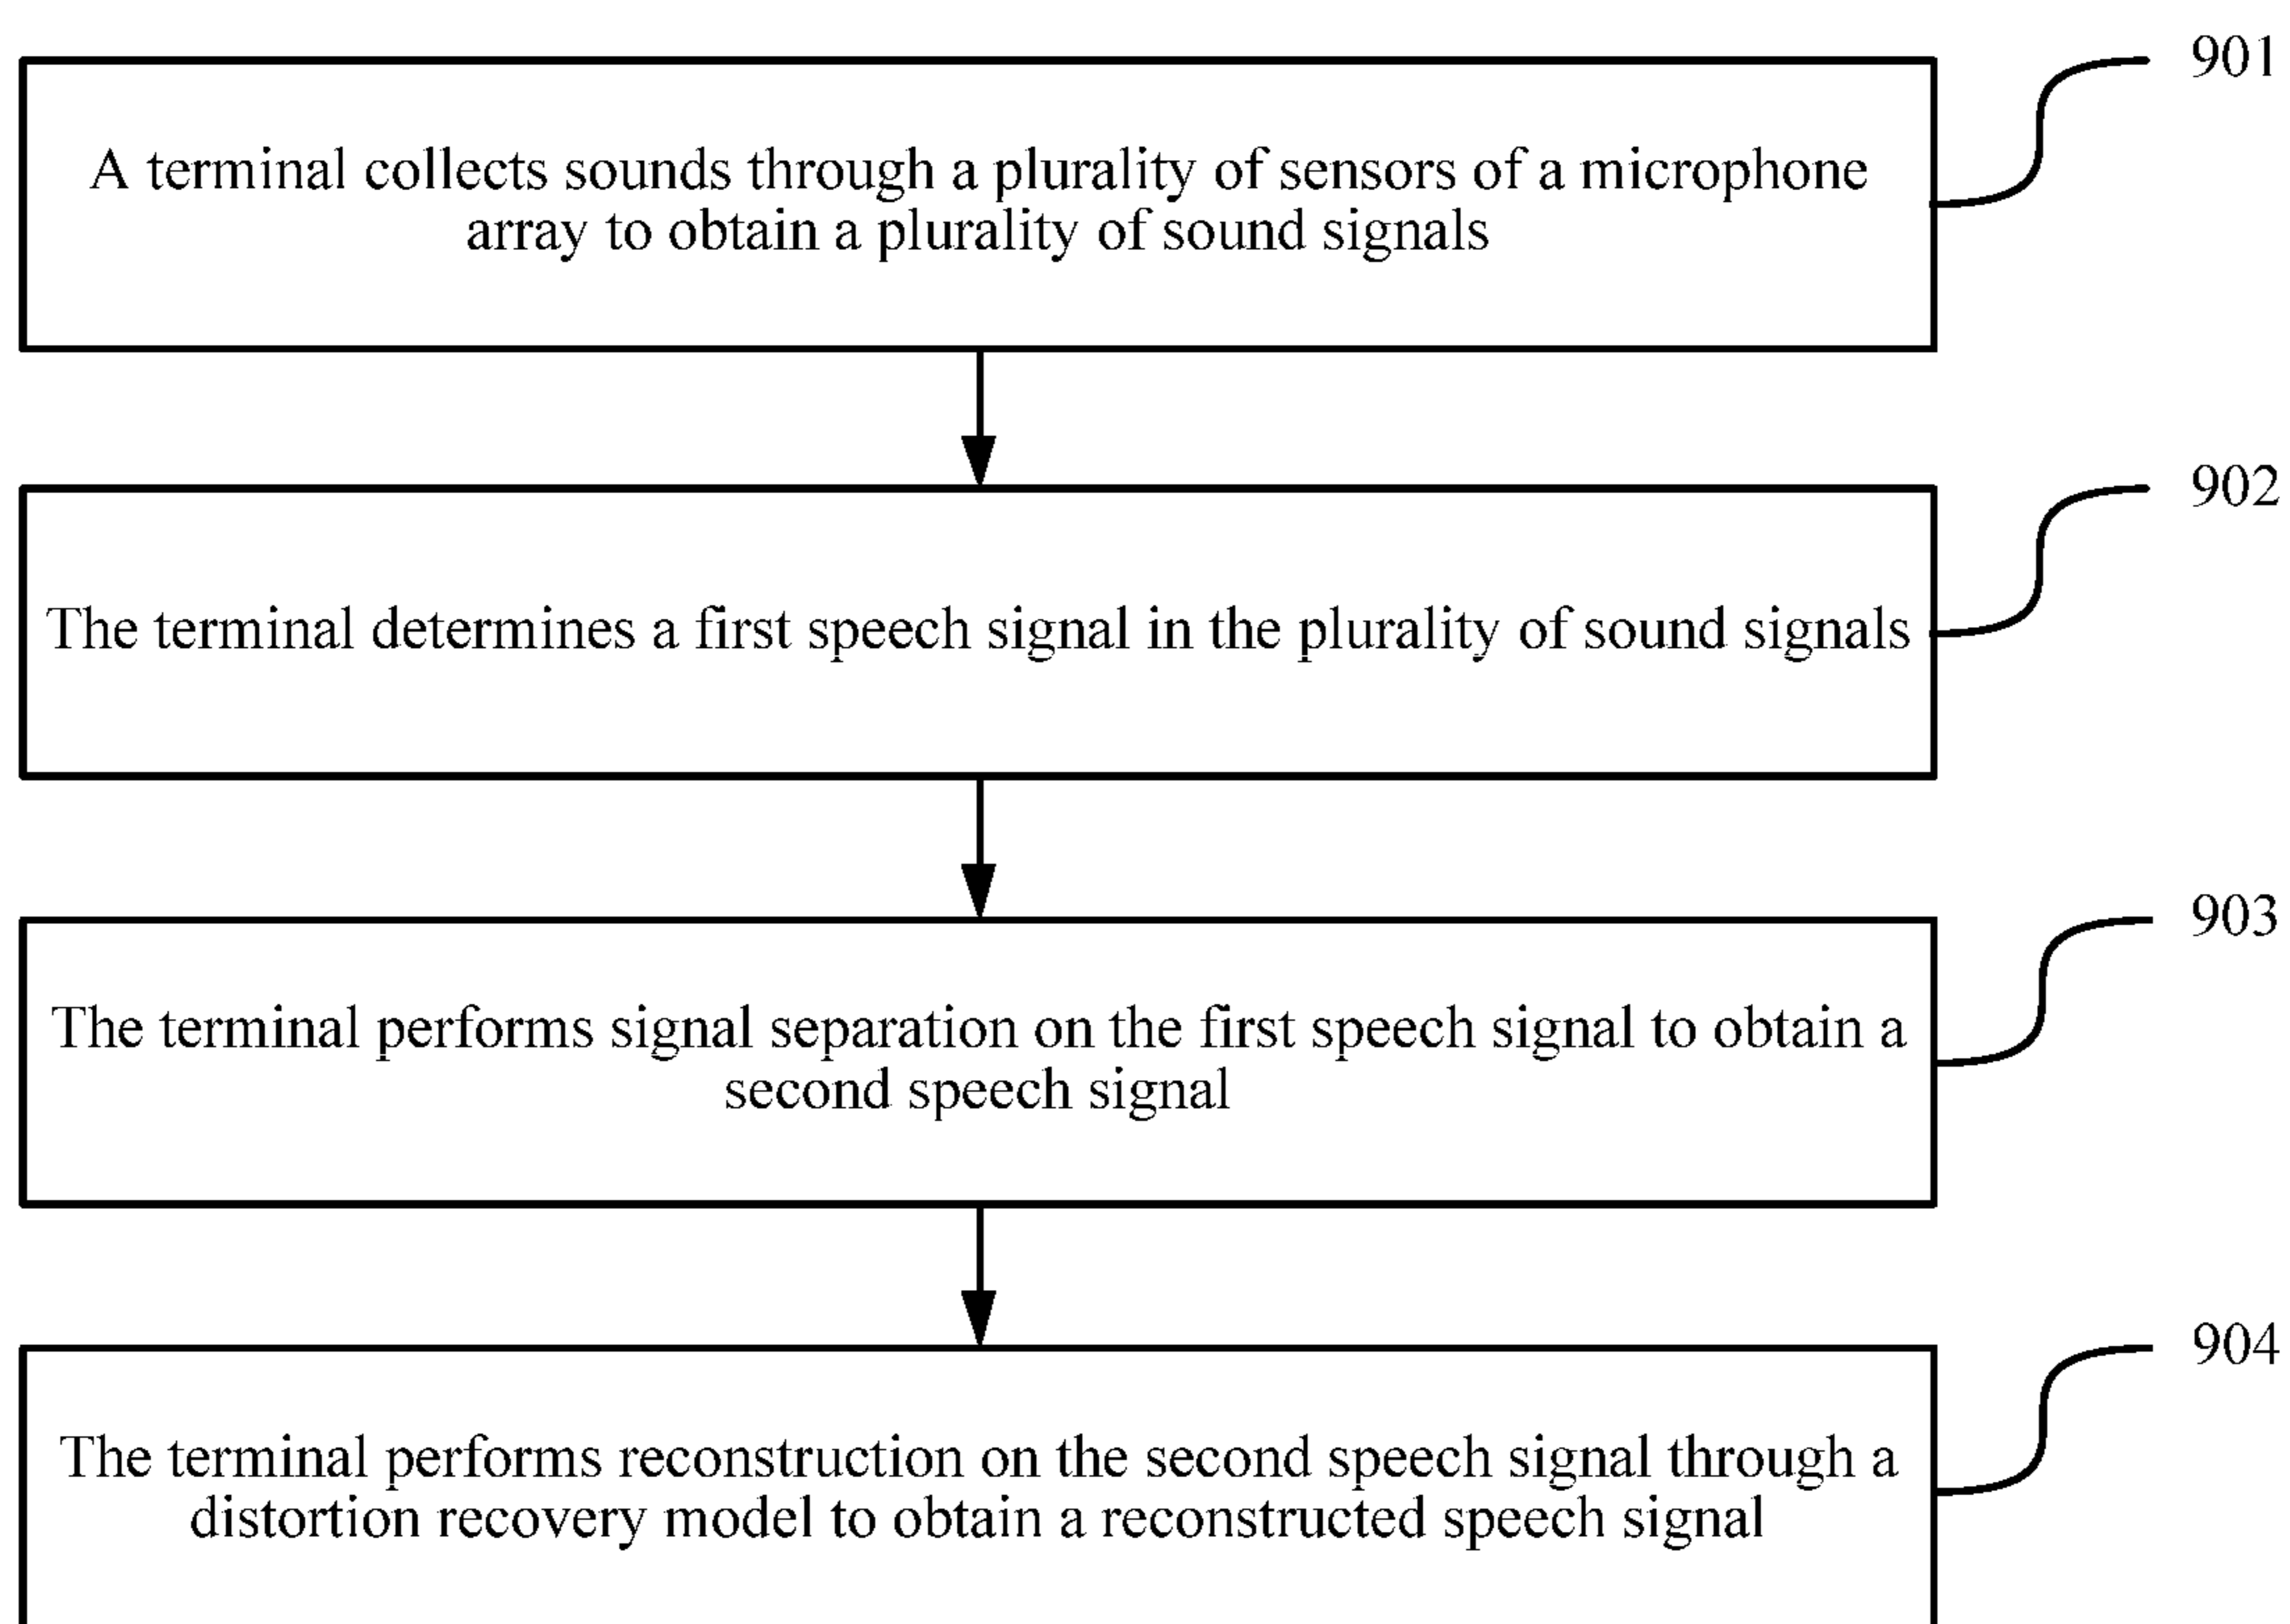 901
A terminal collects sounds through a plurality of sensors of a microphone
array to obtain a plurality of sound signals
902
The terminal determines a first speech signal in the plurality of sound signals
903
The terminal performs signal separation on the first speech signal to obtain a
second speech signal
904
The terminal performs reconstruction on the second speech signal through a
distortion recovery model to obtain a reconstructed speech signal